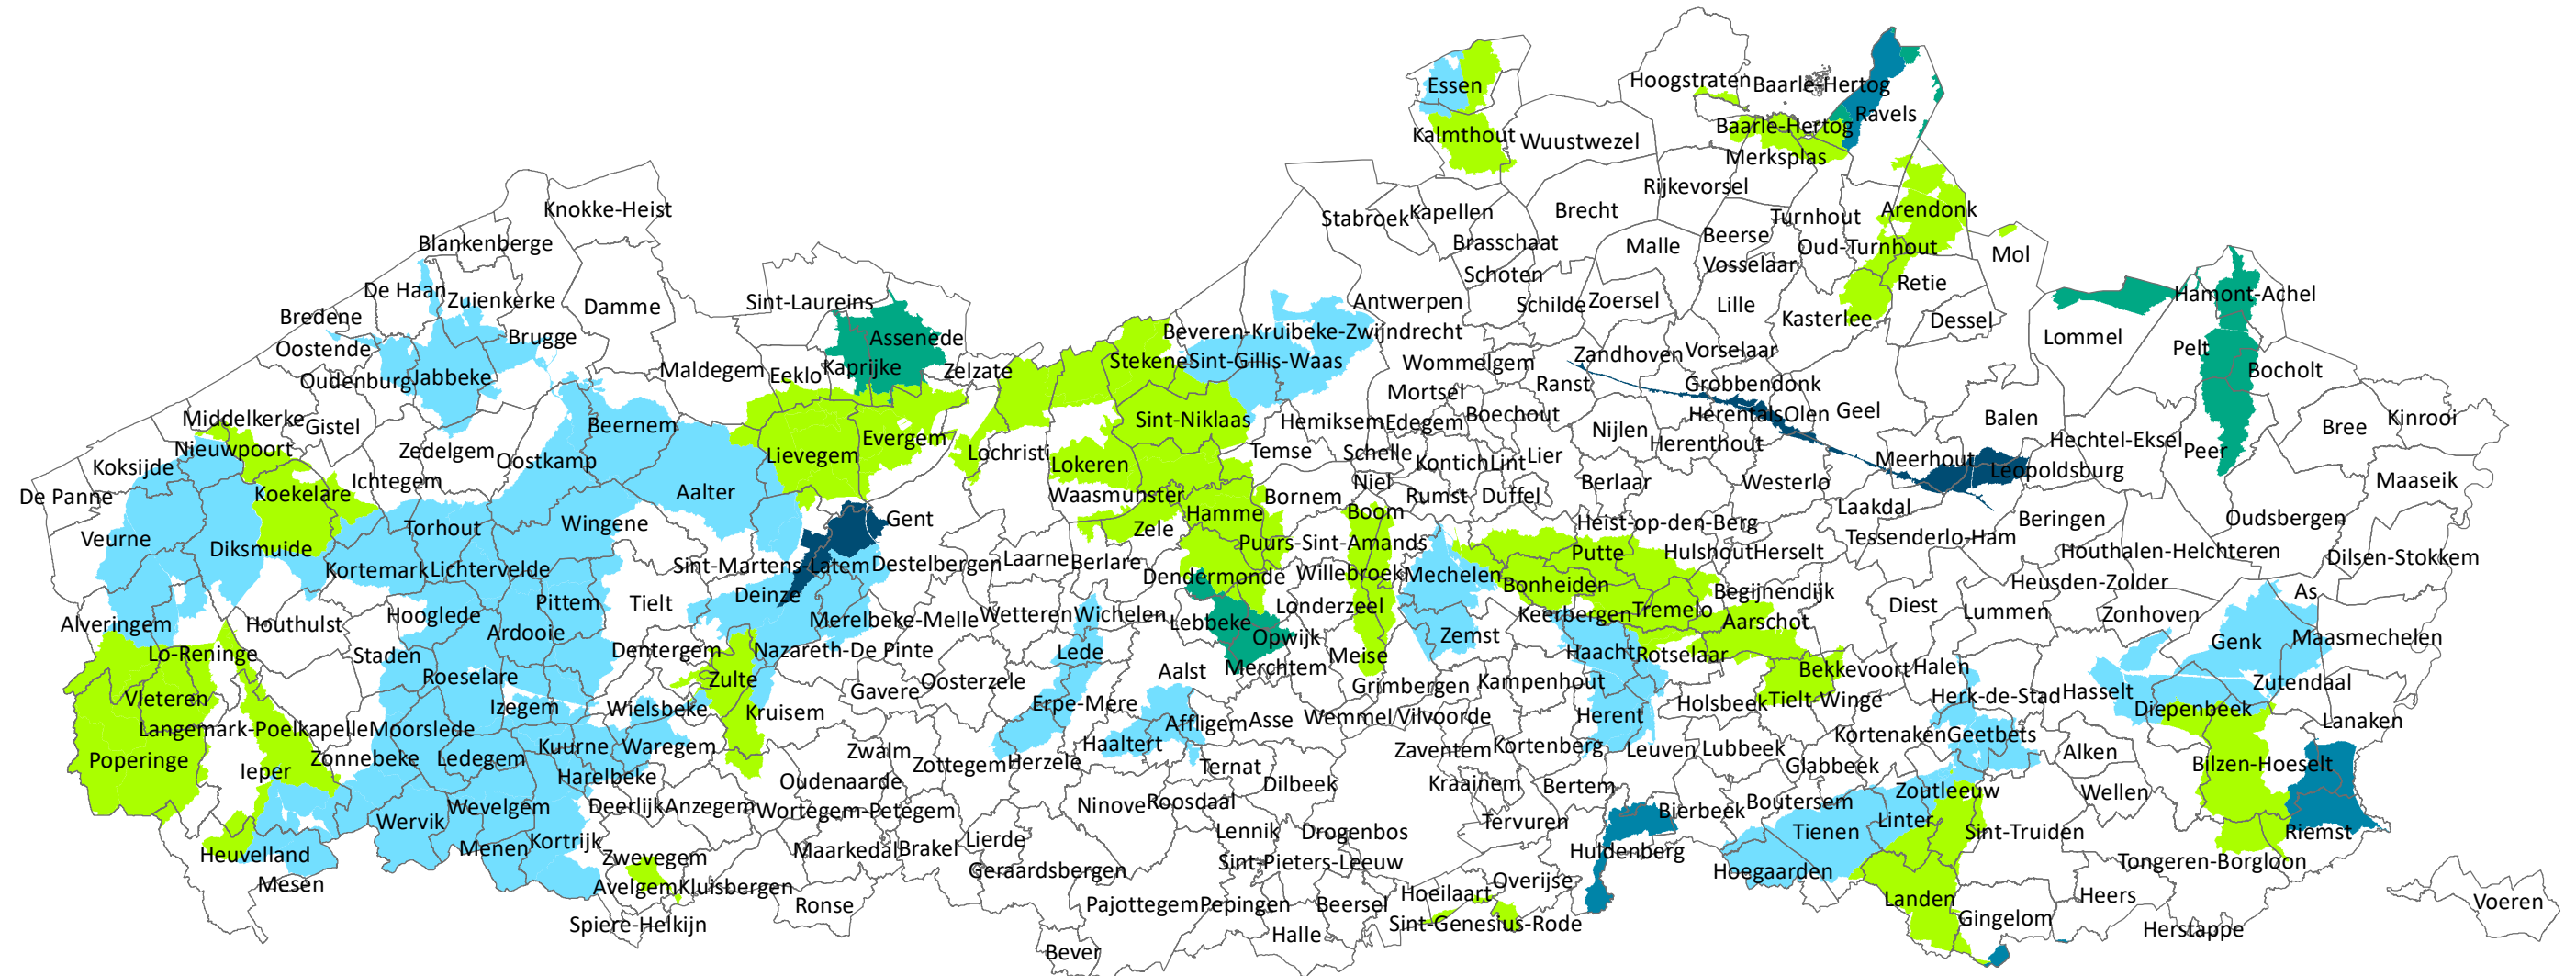 Essen
Hoogstraten
Baarle-Hertog
Ravels
Kalmthout
Wuustwezel
Baarle-Hertog
Merksplas
Rijkevorsel
Knokke-Heist
Stabroek
Kapellen
Brecht
Turnhout
Arendonk
Blankenberge
Brasschaat
Malle
Beerse
Oud-Turnhout
Mol
Vosselaar
Schoten
Retie
De Haan
Zuienkerke
Damme
Sint-Laureins
Antwerpen
Schilde
Zoersel
Lille
Hamont-Achel
Bredene
Kasterlee
Dessel
Brugge
Assenede
Beveren-Kruibeke-Zwijndrecht
Lommel
Oostende
Stekene
Sint-Gillis-Waas
Wommelgem
Zandhoven
Vorselaar
Pelt
Oudenburg
Jabbeke
Maldegem
Eeklo
Kaprijke
Zelzate
Mortsel
Ranst
Grobbendonk
Bocholt
Middelkerke
Gistel
Beernem
Sint-Niklaas
Hemiksem
Edegem
Boechout
Herentals
Olen
Geel
Balen
Kinrooi
Nieuwpoort
Zedelgem
Evergem
Nijlen
Herenthout
Hechtel-Eksel
Bree
Koksijde
Oostkamp
Lievegem
Lochristi
Lokeren
Temse
Schelle
Kontich
Lint
Lier
Meerhout
Leopoldsburg
Peer
De Panne
Koekelare
Ichtegem
Aalter
Waasmunster
Bornem
Niel
Rumst
Duffel
Berlaar
Westerlo
Maaseik
Veurne
Torhout
Wingene
Gent
Zele
Hamme
Boom
Heist-op-den-Berg
Laakdal
Beringen
Oudsbergen
Diksmuide
Puurs-Sint-Amands
Putte
Hulshout
Herselt
Tessenderlo-Ham
Houthalen-Helchteren
Dilsen-Stokkem
Kortemark
Lichtervelde
Sint-Martens-Latem
Destelbergen
Laarne
Berlare
Dendermonde
Willebroek
Mechelen
Bonheiden
Begijnendijk
Heusden-Zolder
As
Alveringem
Houthulst
Hooglede
Pittem
Tielt
Deinze
Merelbeke-Melle
Wetteren
Wichelen
Lebbeke
Londerzeel
Keerbergen
Tremelo
Aarschot
Diest
Lummen
Zonhoven
Ardooie
Opwijk
Zemst
Genk
Maasmechelen
Lo-Reninge
Staden
Dentergem
Nazareth-De Pinte
Lede
Aalst
Merchtem
Meise
Haacht
Rotselaar
Bekkevoort
Halen
Vleteren
Roeselare
Zulte
Gavere
Oosterzele
Grimbergen
Kampenhout
Holsbeek
Tielt-Winge
Herk-de-Stad
Hasselt
Zutendaal
Izegem
Wielsbeke
Kruisem
Erpe-Mere
Affligem
Asse
Wemmel
Vilvoorde
Herent
Diepenbeek
Lanaken
Langemark-Poelkapelle
Moorslede
Kuurne
Waregem
Zwalm
Haaltert
Zaventem
Kortenberg
Leuven
Lubbeek
Kortenaken
Geetbets
Alken
Poperinge
Ieper
Zonnebeke
Ledegem
Harelbeke
Oudenaarde
Zottegem
Herzele
Ternat
Dilbeek
Kraainem
Bertem
Glabbeek
Bilzen-Hoeselt
Wervik
Wevelgem
Deerlijk
Anzegem
Wortegem-Petegem
Ninove
Roosdaal
Tervuren
Bierbeek
Boutersem
Zoutleeuw
Wellen
Heuvelland
Menen
Kortrijk
Zwevegem
Maarkedal
Brakel
Lierde
Lennik
Drogenbos
Huldenberg
Tienen
Linter
Sint-Truiden
Riemst
Mesen
Avelgem
Kluisbergen
Geraardsbergen
Sint-Pieters-Leeuw
Hoeilaart
Overijse
Hoegaarden
Tongeren-Borgloon
Spiere-Helkijn
Ronse
Pajottegem
Pepingen
Beersel
Sint-Genesius-Rode
Landen
Gingelom
Heers
Voeren
Bever
Halle
Herstappe